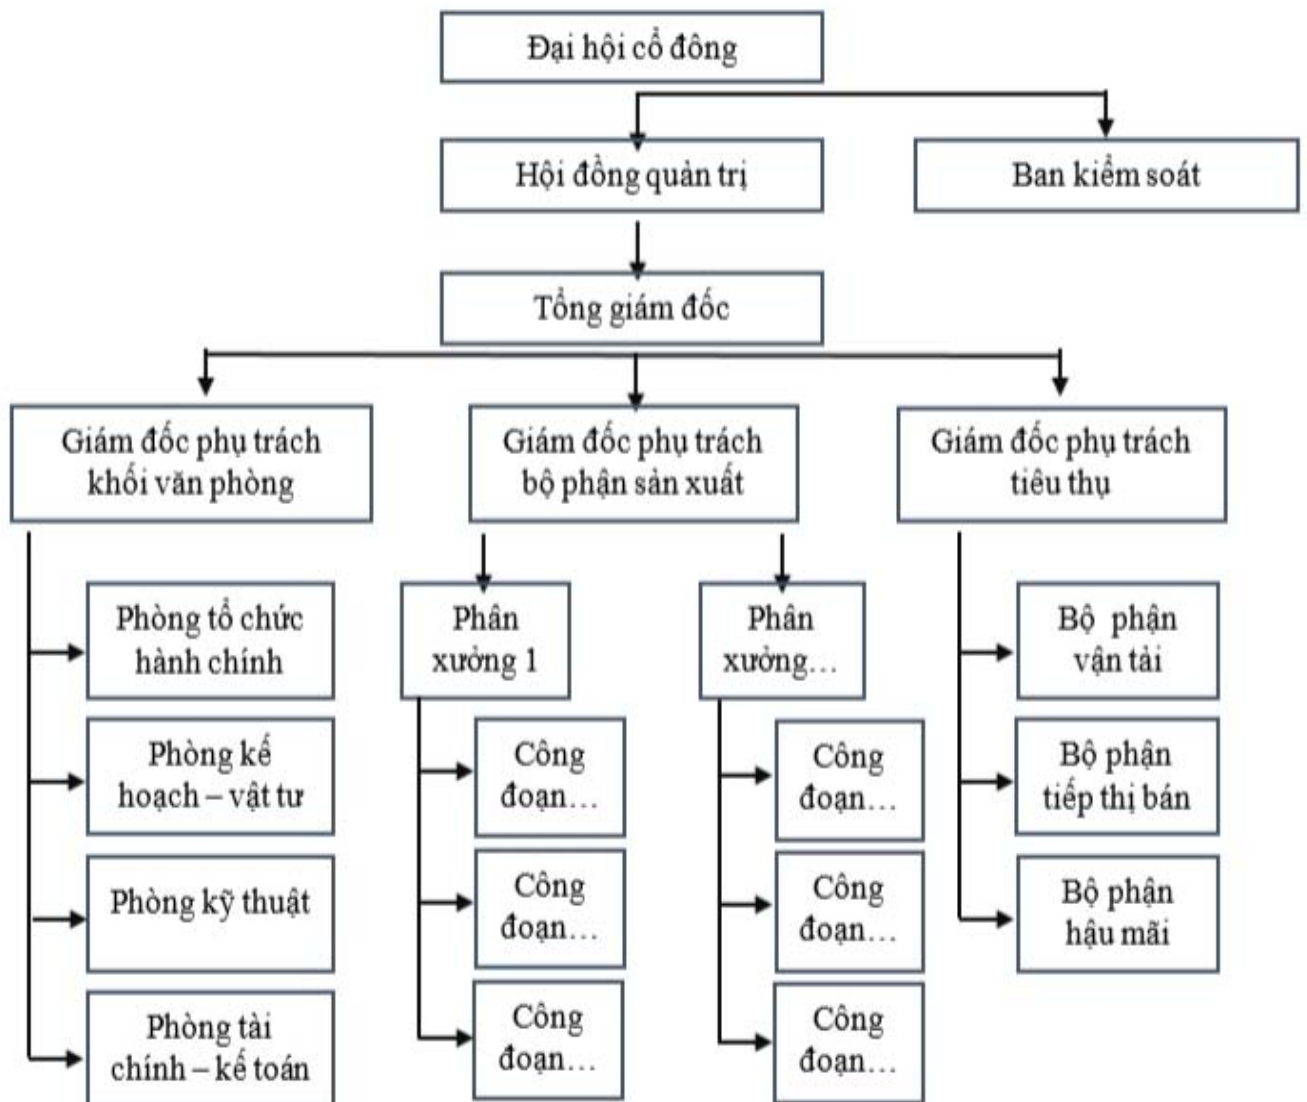 Đại hội cổ đông
Hội đồng quản trị
Ban kiểm soát
Tổng giám đốc
Giám đốc phụ trách
khối văn phòng
Giám đốc phụ trách
bộ phận sản xuất
Giám đốc phụ trách
tiêu thụ
Phòng tổ chức
hành chính
Phòng kế
hoạch – vật tư
Phòng kỹ thuật
Phòng tài
chính – kế toán
Phân
xưởng 1
Công
đoạn...
Công
đoạn...
Công
đoạn...
Phân
xưởng...
Công
đoạn...
Công
đoạn...
Công
đoạn...
Bộ phận
vận tải
Bộ phận
tiếp thị bán
Bộ phận
hậu mãi